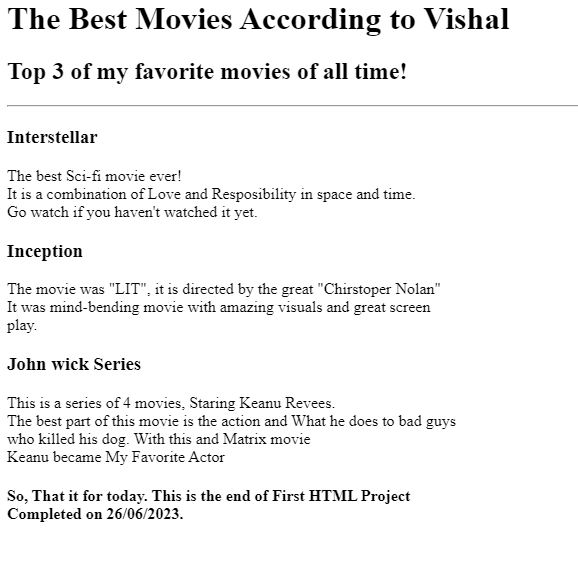 The Best Movies According to Vishal
Top 3 of my favorite movies of all time!
Interstellar
The best Sci-fi movie ever!
It is a combination of Love and Resposibility in space and time.
Go watch if you haven't watched it yet.
Inception
The movie was "LIT", it is directed by the great "Chirstoper Nolan"
It was mind-bending movie with amazing visuals and great screen
play.
John wick Series
This is a series of 4 movies, Staring Keanu Revees.
The best part of this movie is the action and What he does to bad guys
who killed his dog. With this and Matrix movie
Keanu became My Favorite Actor
So, That it for today. This is the end of First HTML Project
Completed on 26/06/2023.